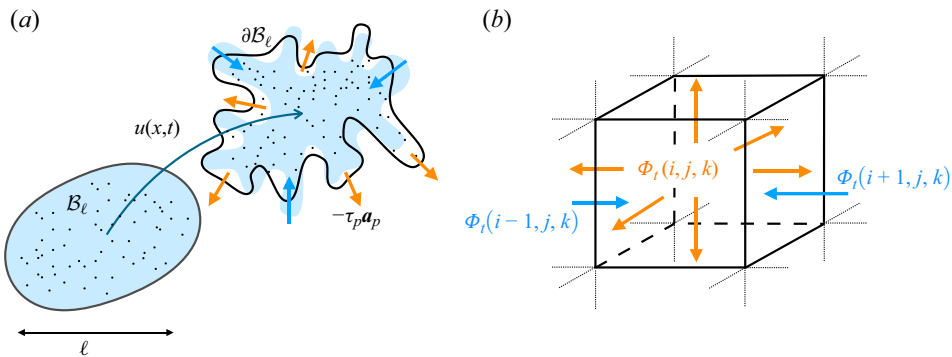 (a)
∂ℬ_ℓ
u(x,t)
ℬ_ℓ
−τ_p a_p
ℓ
(b)
Φ_t(i, j, k)
Φ_t(i+1, j, k)
Φ_t(i−1, j, k)